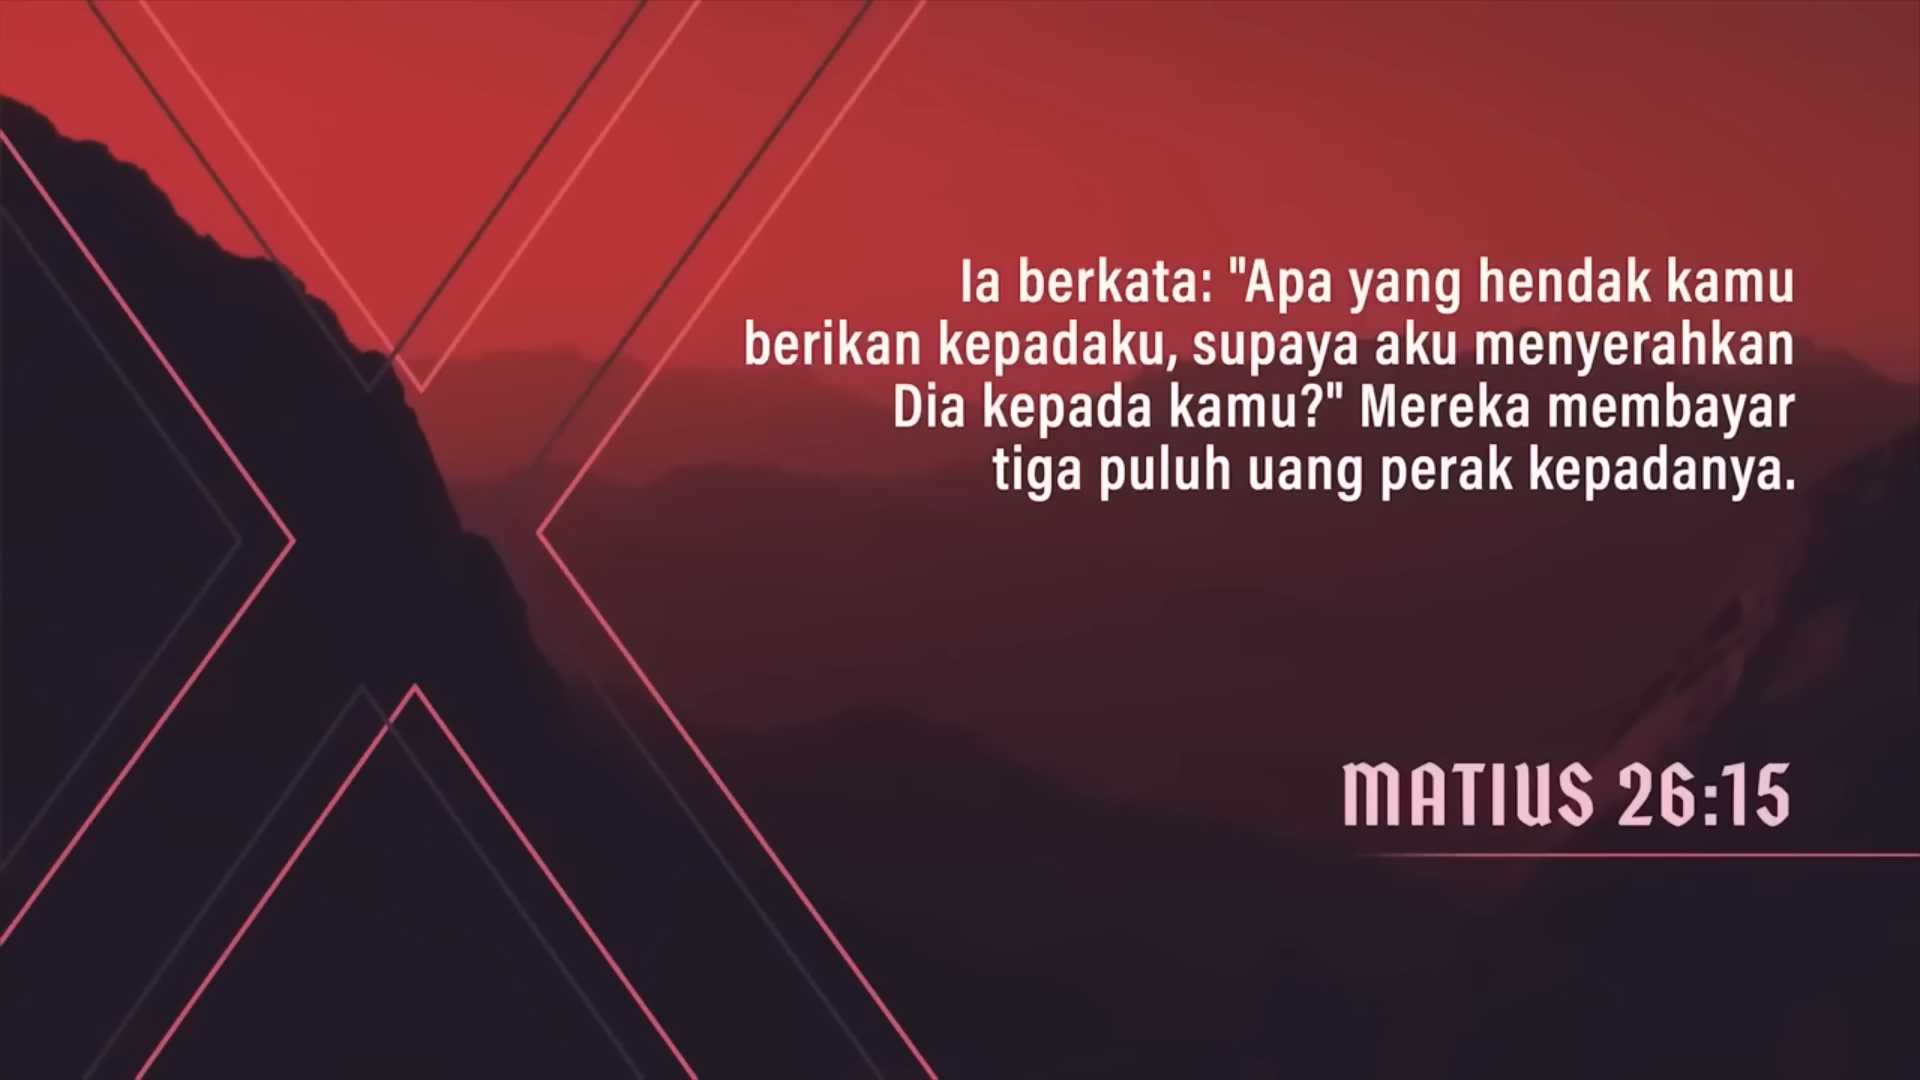 Ia berkata: "Apa yang hendak kamu
berikan kepadaku, supaya aku menyerahkan
Dia kepada kamu?" Mereka membayar
tiga puluh uang perak kepadanya.
MATIUS 26:15